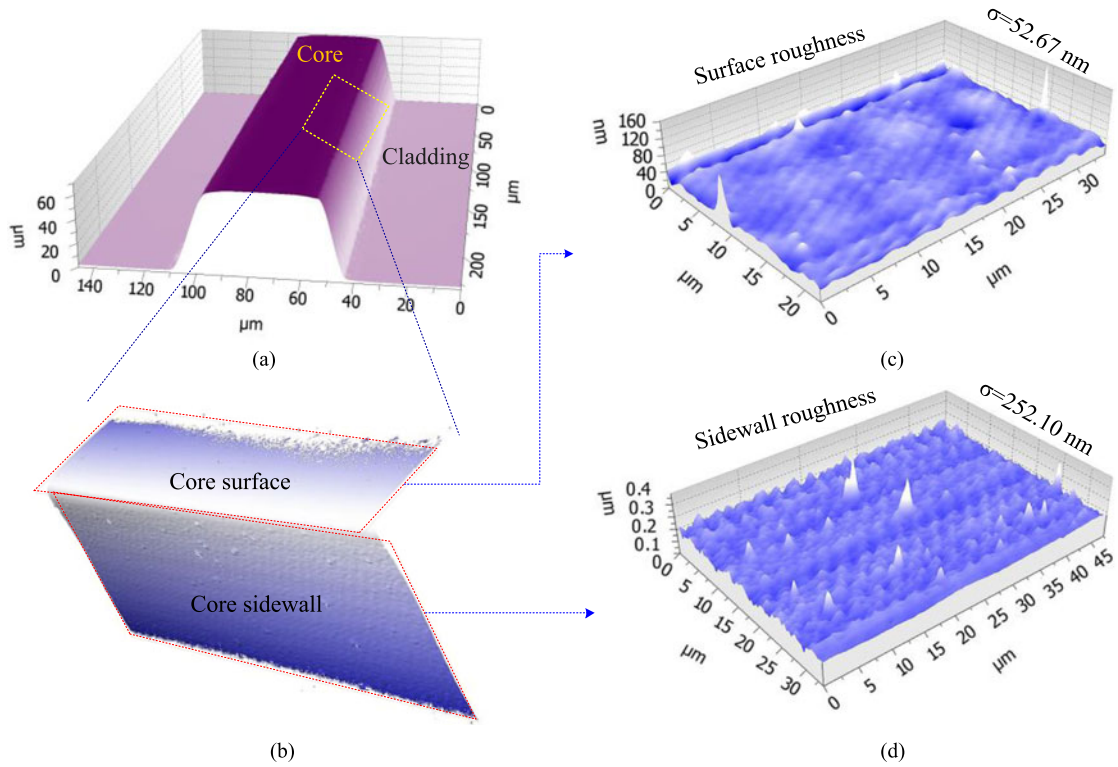 Core
Cladding
60
40
20
0
µm
140 120 100 80 60 40 20 0
µm
0
50
100
150
200
µm
(a)
Core surface
Core sidewall
(b)
Surface roughness
σ=52.67 nm
160
120
80
40
0
nm
0 5 10 15 20
µm
0 5 10 15 20 25 30
µm
(c)
Sidewall roughness
σ=252.10 nm
0.4
0.3
0.2
0.1
0
µm
0 5 10 15 20 25 30
µm
0 5 10 15 20 25 30 35 40 45
µm
(d)